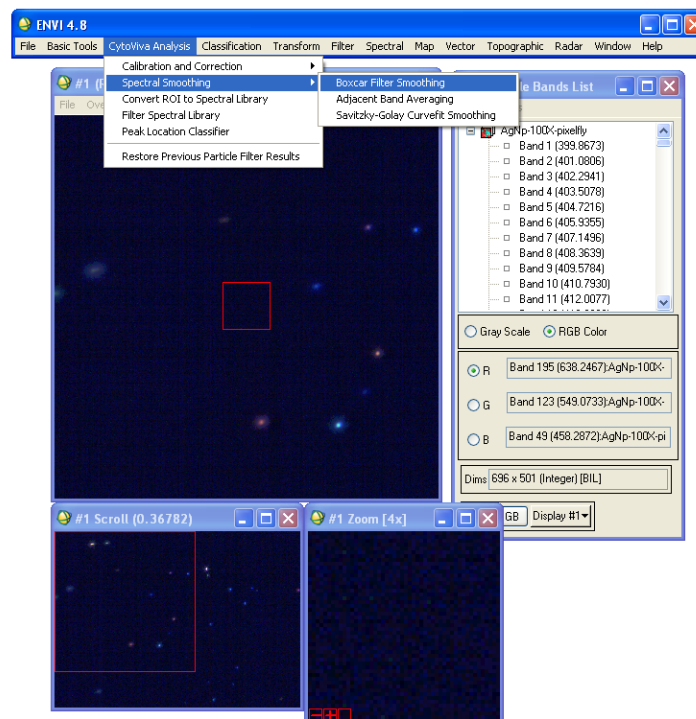 ENVI 4.8
File Basic Tools CytoViva Analysis Classification Transform Filter Spectral Map Vector Topographic Radar Window Help
Calibration and Correction
Spectral Smoothing
Convert ROI to Spectral Library
Filter Spectral Library
Peak Location Classifier
Restore Previous Particle Filter Results
Boxcar Filter Smoothing
Adjacent Band Averaging
Savitzky-Golay Curvefit Smoothing
#1 (
File
Bands List
AgNp-100X-pixelfly
Band 1 (399.8673)
Band 2 (401.0806)
Band 3 (402.2941)
Band 4 (403.5078)
Band 5 (404.7216)
Band 6 (405.9355)
Band 7 (407.1496)
Band 8 (408.3639)
Band 9 (409.5784)
Band 10 (410.7930)
Band 11 (412.0077)
Gray Scale RGB Color
R Band 195 (638.2467):AgNp-100X-
G Band 123 (549.0733):AgNp-100X-
B Band 49 (458.2872):AgNp-100X-pi
Dims 696 x 501 (Integer) [BIL]
GB Display #1
#1 Scroll (0.36782)
#1 Zoom [4x]